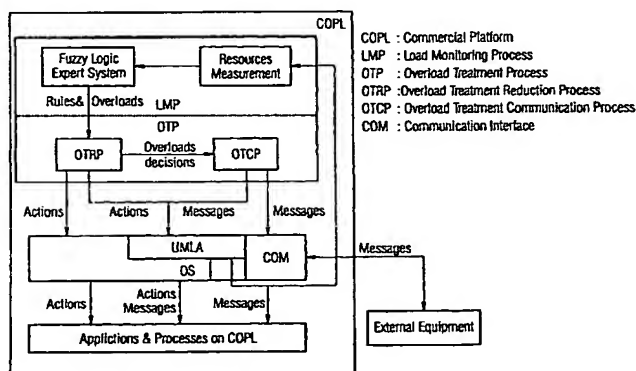 COPL
Fuzzy Logic
Expert System
Resources
Measurement
Rules& Overloads
LMP
OTP
OTRP
Overloads
decisions
OTCP
Actions
Actions
Messages
Messages
UMLA
COM
OS
Messages
Actions
Actions
Messages
Messages
External Equipment
Applictions & Processes on COPL
COPL : Commercial Platform
LMP : Load Monitoring Process
OTP : Overload Treatment Process
OTRP :Overload Treatment Reduction Process
OTCP : Overload Treatment Communication Process
COM : Communication Interface